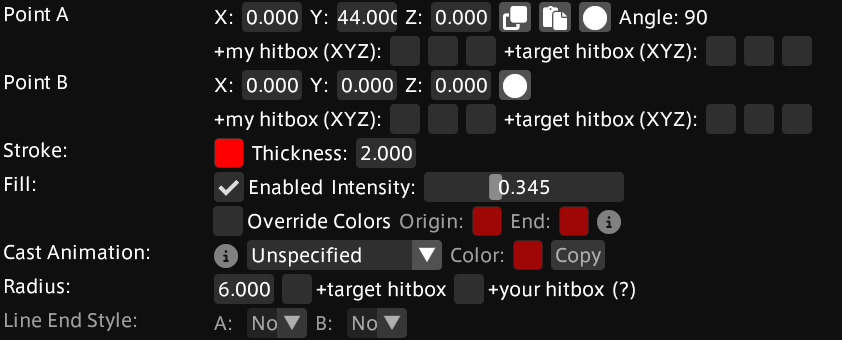 Point A X: 0.000 Y: 44.000 Z: 0.000 Angle: 90
+my hitbox (XYZ): +target hitbox (XYZ):
Point B X: 0.000 Y: 0.000 Z: 0.000
+my hitbox (XYZ): +target hitbox (XYZ):
Stroke: Thickness: 2.000
Fill: Enabled Intensity: 0.345
Override Colors Origin: End:
Cast Animation: Unspecified Color: Copy
Radius: 6.000 +target hitbox +your hitbox (?)
Line End Style: A: No B: No